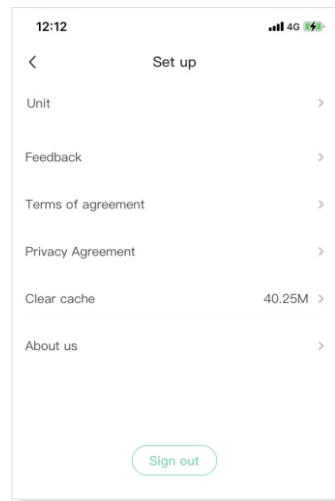 12:12 4G
Set up
Unit
Feedback
Terms of agreement
Privacy Agreement
Clear cache 40.25M
About us
Sign out